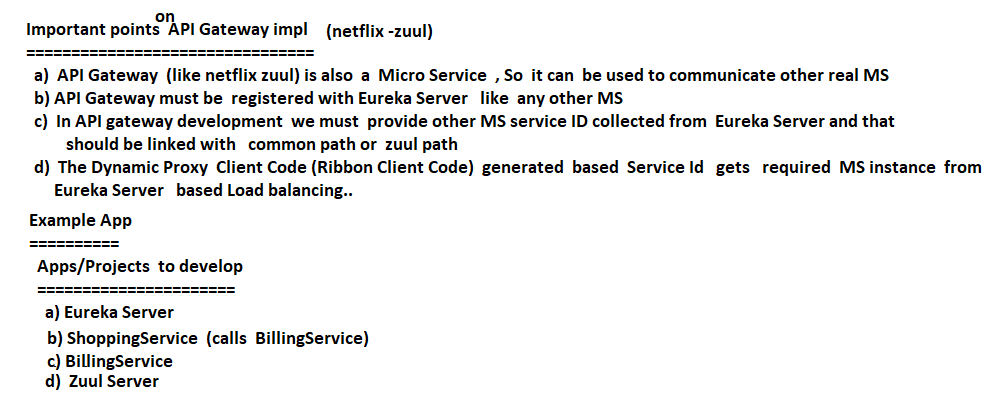 Important points on API Gateway impl (netflix -zuul)
================================
a) API Gateway (like netflix zuul) is also a Micro Service , So it can be used to communicate other real MS
b) API Gateway must be registered with Eureka Server like any other MS
c) In API gateway development we must provide other MS service ID collected from Eureka Server and that
should be linked with common path or zuul path
d) The Dynamic Proxy Client Code (Ribbon Client Code) generated based Service Id gets required MS instance from
Eureka Server based Load balancing..
Example App
==========
Apps/Projects to develop
======================
a) Eureka Server
b) ShoppingService (calls BillingService)
c) BillingService
d) Zuul Server